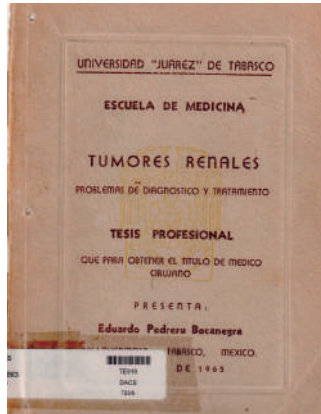 UNIVERSIDAD "JUAREZ" DE TABASCO
ESCUELA DE MEDICINA
TUMORES RENALES
PROBLEMAS DE DIAGNOSTICO Y TRATAMIENTO
TESIS PROFESIONAL
QUE PARA OBTENER EL TITULO DE MEDICO
CIRUJANO
PRESENTA:
Eduardo Pedrero Bocanegra
TABASCO, MEXICO.
DE 1965
TE019
DACS